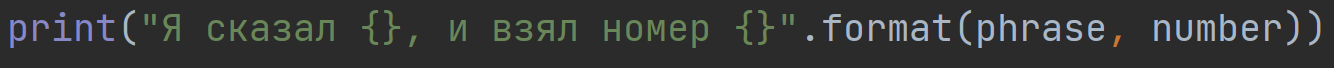 print("Я сказал {}, и взял номер {}".format(phrase, number))